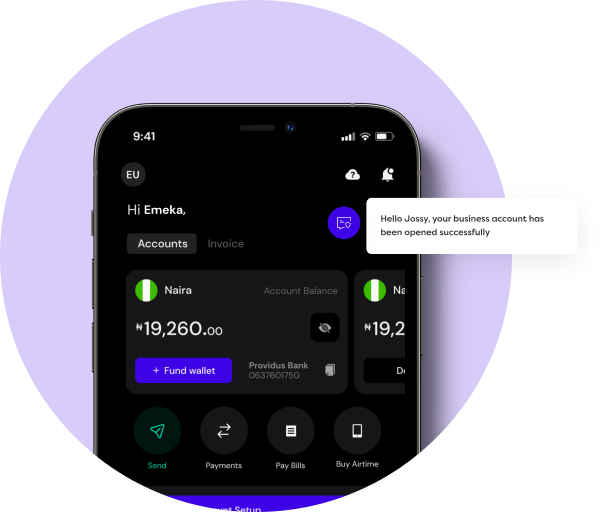 9:41
EU
?
Hi Emeka,
Hello Jossy, your business account has
been opened successfully
Accounts Invoice
Naira Account Balance
₦19,260.00
+ Fund wallet
Providus Bank
0637601750
Na
₦19,2
De
Send Payments Pay Bills Buy Airtime
Setup